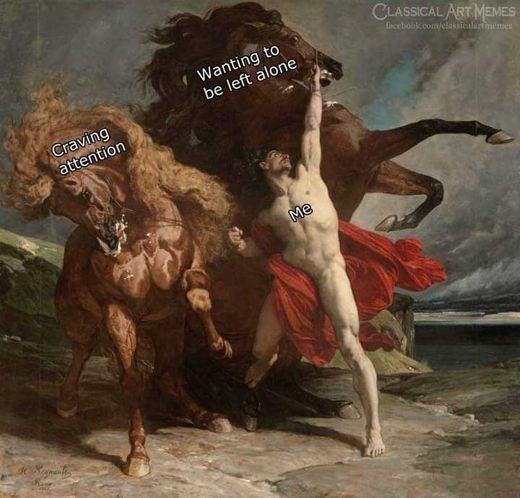 CLASSICAL ART MEMES
facebook.com/classicalartmemes
Wanting to
be left alone
Craving
attention
Me